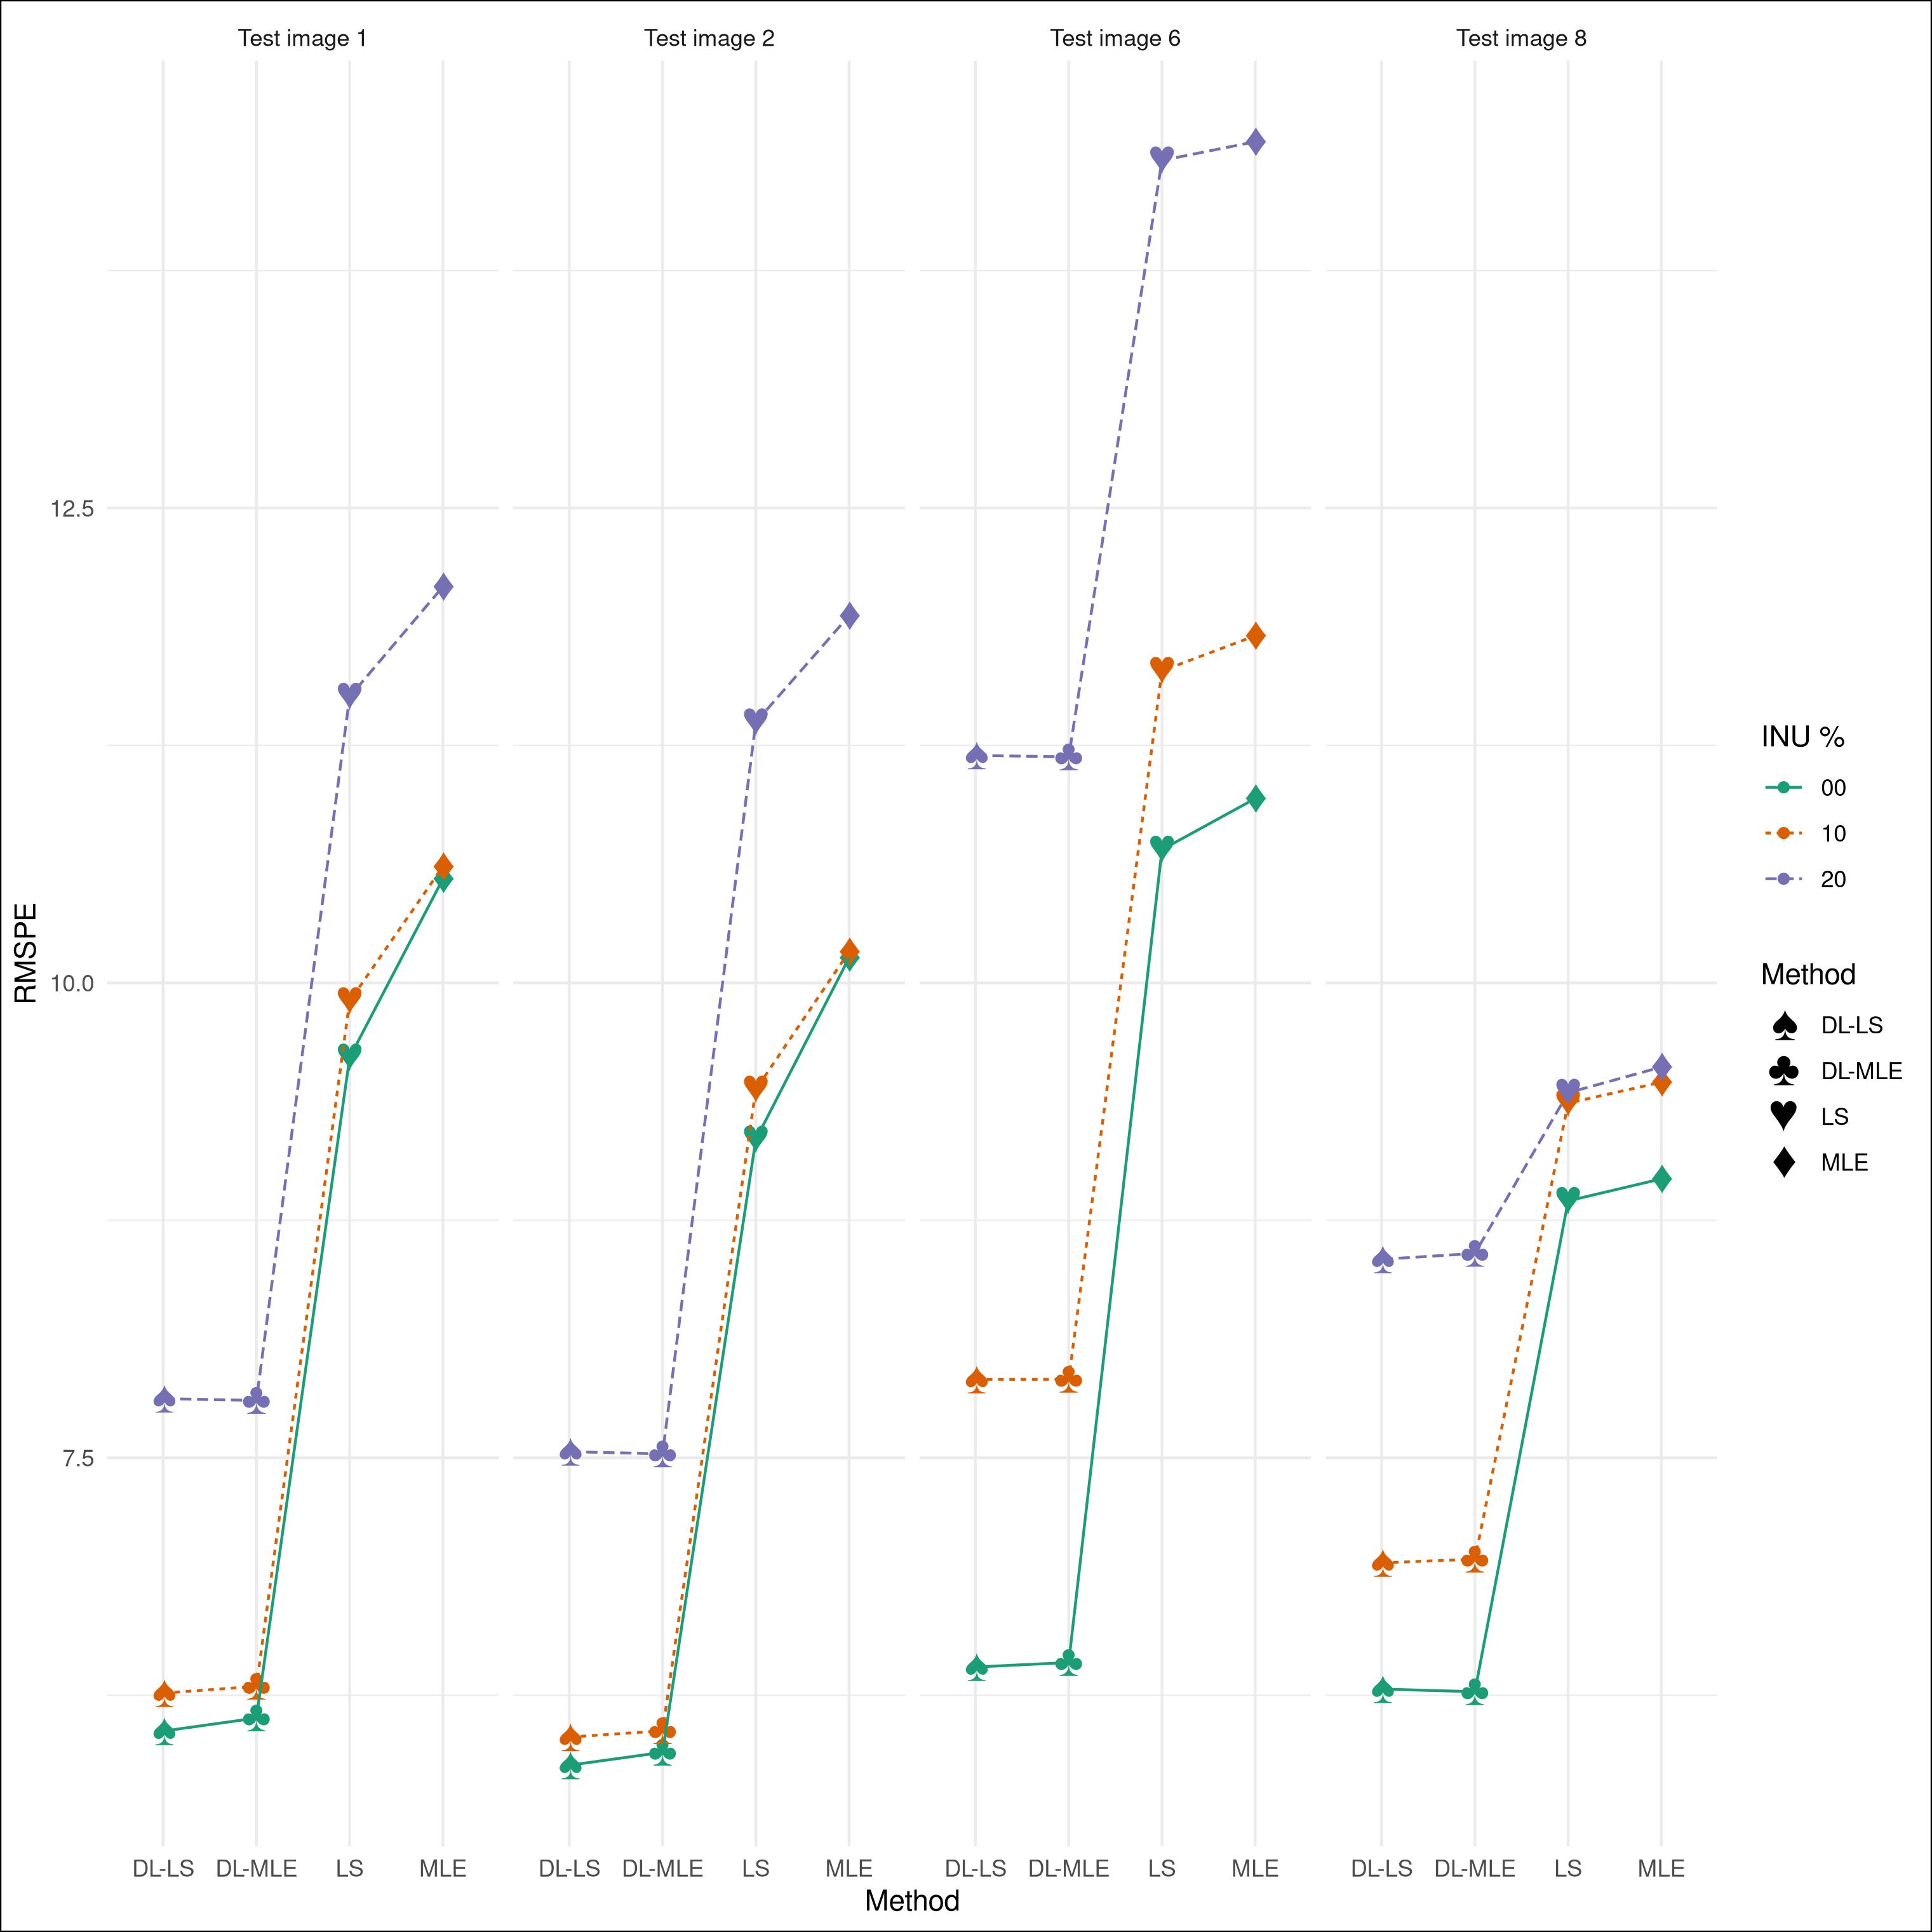 Test image 1 Test image 2 Test image 6 Test image 8
12.5
10.0
7.5
RMSPE
DL-LS DL-MLE LS MLE DL-LS DL-MLE LS MLE DL-LS DL-MLE LS MLE DL-LS DL-MLE LS MLE
Method
INU %
00
10
20
Method
DL-LS
DL-MLE
LS
MLE